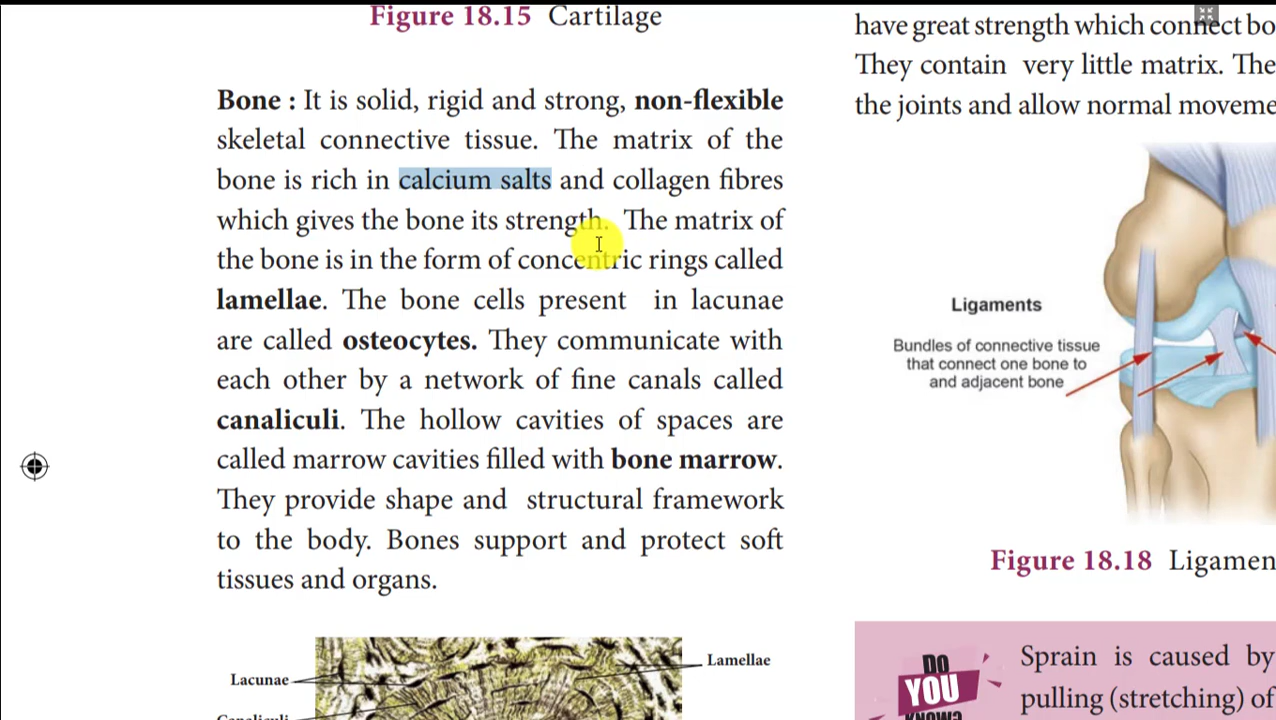 Figure 18.15 Cartilage
Bone : It is solid, rigid and strong, non-flexible
skeletal connective tissue. The matrix of the
bone is rich in calcium salts and collagen fibres
which gives the bone its strength. The matrix of
the bone is in the form of concentric rings called
lamellae. The bone cells present in lacunae
are called osteocytes. They communicate with
each other by a network of fine canals called
canaliculi. The hollow cavities of spaces are
called marrow cavities filled with bone marrow.
They provide shape and structural framework
to the body. Bones support and protect soft
tissues and organs.
Lamellae
Lacunae
Canaliculi
have great strength which connect bo
They contain very little matrix. The
the joints and allow normal moveme
Ligaments
Bundles of connective tissue
that connect one bone to
and adjacent bone
Figure 18.18 Ligamen
DO
YOU
KNOW?
Sprain is caused by
pulling (stretching) of